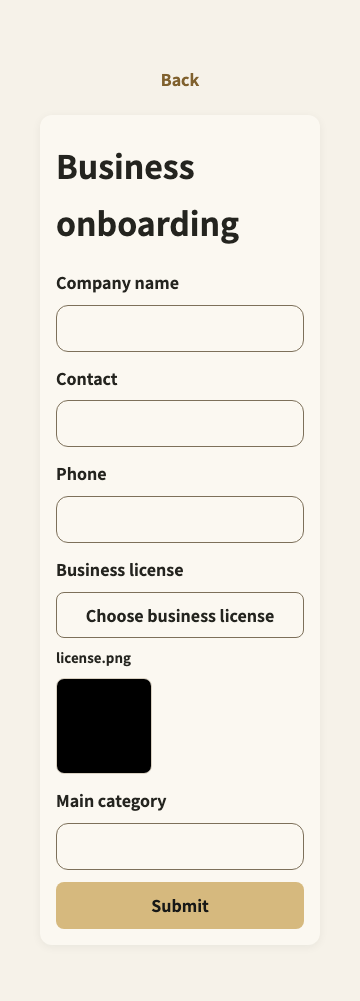 Back
Business
onboarding
Company name
Contact
Phone
Business license
Choose business license
license.png
Main category
Submit